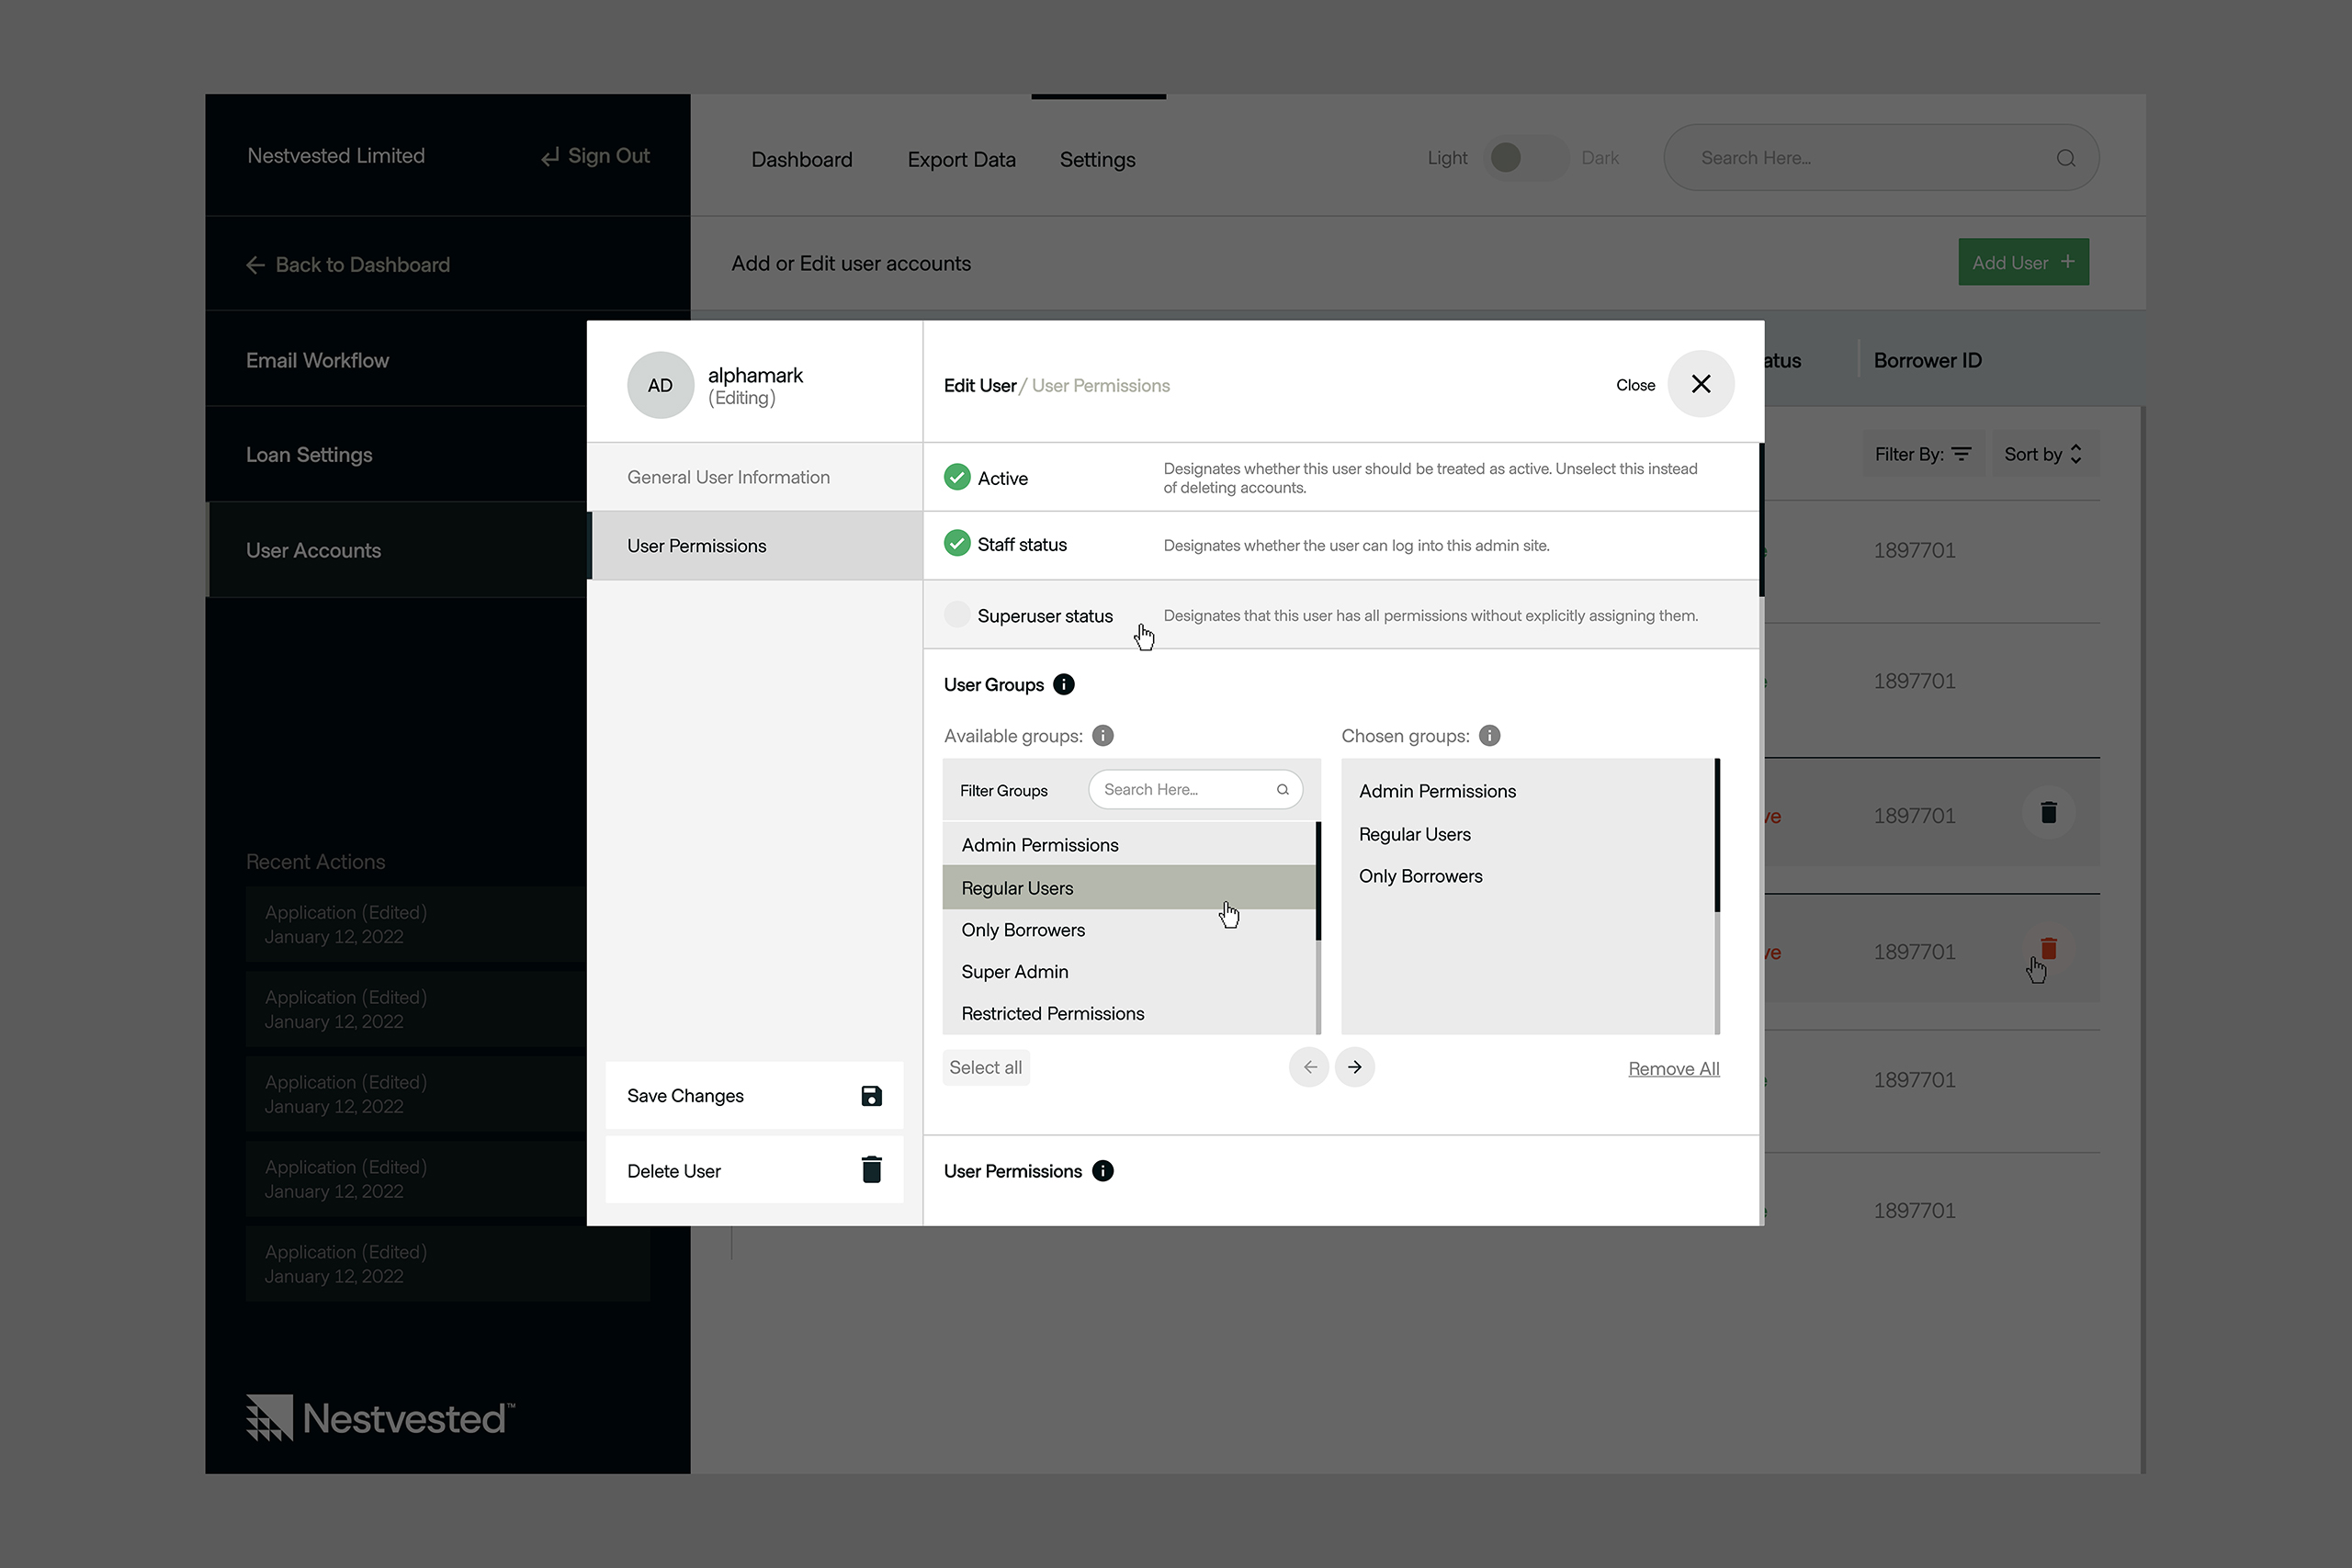 Nestvested Limited
Sign Out
Dashboard
Export Data
Settings
Light
Dark
Search Here...
Back to Dashboard
Add or Edit user accounts
Add User +
Email Workflow
Loan Settings
User Accounts
Recent Actions
Application (Edited)
January 12, 2022
Application (Edited)
January 12, 2022
Application (Edited)
January 12, 2022
Application (Edited)
January 12, 2022
Application (Edited)
January 12, 2022
Nestvested™
AD
alphamark
(Editing)
General User Information
User Permissions
Save Changes
Delete User
Edit User / User Permissions
Close
Active
Designates whether this user should be treated as active. Unselect this instead
of deleting accounts.
Staff status
Designates whether the user can log into this admin site.
Superuser status
Designates that this user has all permissions without explicitly assigning them.
User Groups
Available groups:
Filter Groups
Search Here...
Admin Permissions
Regular Users
Only Borrowers
Super Admin
Restricted Permissions
Select all
Chosen groups:
Admin Permissions
Regular Users
Only Borrowers
Remove All
User Permissions
atus
Borrower ID
Filter By:
Sort by
1897701
1897701
ve
1897701
ve
1897701
1897701
1897701